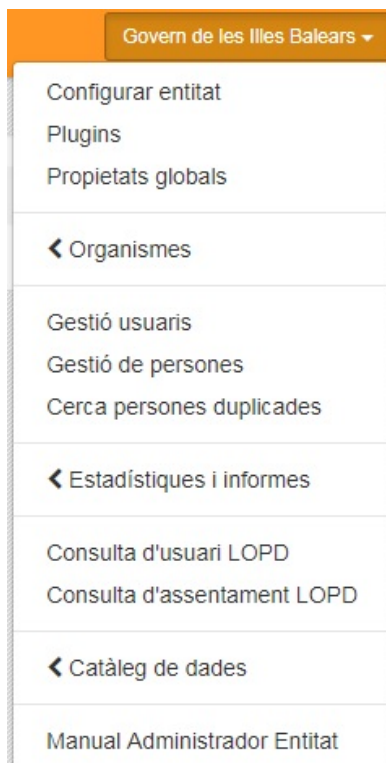 Govern de les Illes Balears
Configurar entitat
Plugins
Propietats globals
Organismes
Gestió usuaris
Gestió de persones
Cerca persones duplicades
Estadístiques i informes
Consulta d'usuari LOPD
Consulta d'assentament LOPD
Catàleg de dades
Manual Administrador Entitat